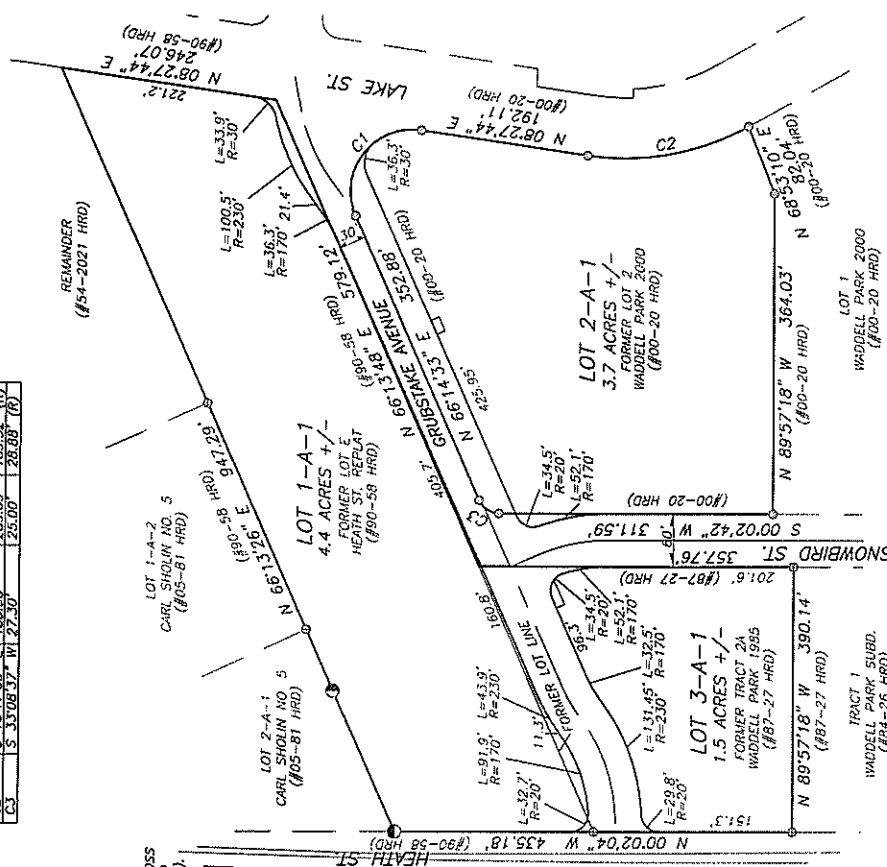 C3 S 33°08'37" W 27.30 25.00 28.88' (R)
REMAINDER
(#54-2021 HRD)
N 08°27'44" E
246.07'
(#90-58 HRD)
221.2'
LAKE ST.
L=33.9'
R=30'
L=100.5'
R=230'
L=36.3'
R=170'
21.4'
C1
L=36.3'
R=30'
N 08°27'44" E
192.11'
(#00-20 HRD)
C2
N 68°53'10" E
82.04'
(#00-20 HRD)
LOT 1-A-2
CARL SHOLIN NO. 5
(#05-81 HRD)
(#90-58 HRD)
N 66°13'26" E 947.29'
LOT 1-A-1
4.4 ACRES +/-
FORMER LOT E
HEATH ST. REPLAT
(#90-58 HRD)
(#90-58 HRD)
N 66°13'48" E 579.12'
30'
405.7'
GRUBSTAKE AVENUE
N 66°14'33" E 352.88'
(#00-20 HRD)
425.95'
LOT 2-A-1
3.7 ACRES +/-
FORMER LOT 2
WADDELL PARK 2000
(#00-20 HRD)
L=34.5'
R=20'
L=52.1'
R=170'
C3
N 89°57'18" W 364.03'
(#00-20 HRD)
LOT 1
WADDELL PARK 2000
(#00-20 HRD)
(#00-20 HRD)
S 00°02'42" W 311.59'
60'
SNOWBIRD ST.
357.76'
(#87-27 HRD)
201.6'
LOT 2-A-1
CARL SHOLIN NO 5
(#05-81 HRD)
160.8'
FORMER LOT LINE
11.3'
96.3'
L=34.5'
R=20'
L=52.1'
R=170'
L=32.5'
R=170'
L=131.45'
R=230'
L=43.9'
R=230'
L=91.9'
R=170'
L=32.7'
R=20'
L=29.8'
R=20'
LOT 3-A-1
1.5 ACRES +/-
FORMER TRACT 2A
WADDELL PARK 1985
(#87-27 HRD)
151.3'
N 89°57'18" W 390.14'
(#87-27 HRD)
TRACT 1
WADDELL PARK SUBD.
(#84-26 HRD)
N 00°02'04" W 435.18'
(#90-58 HRD)
HEATH ST.
OSS
).